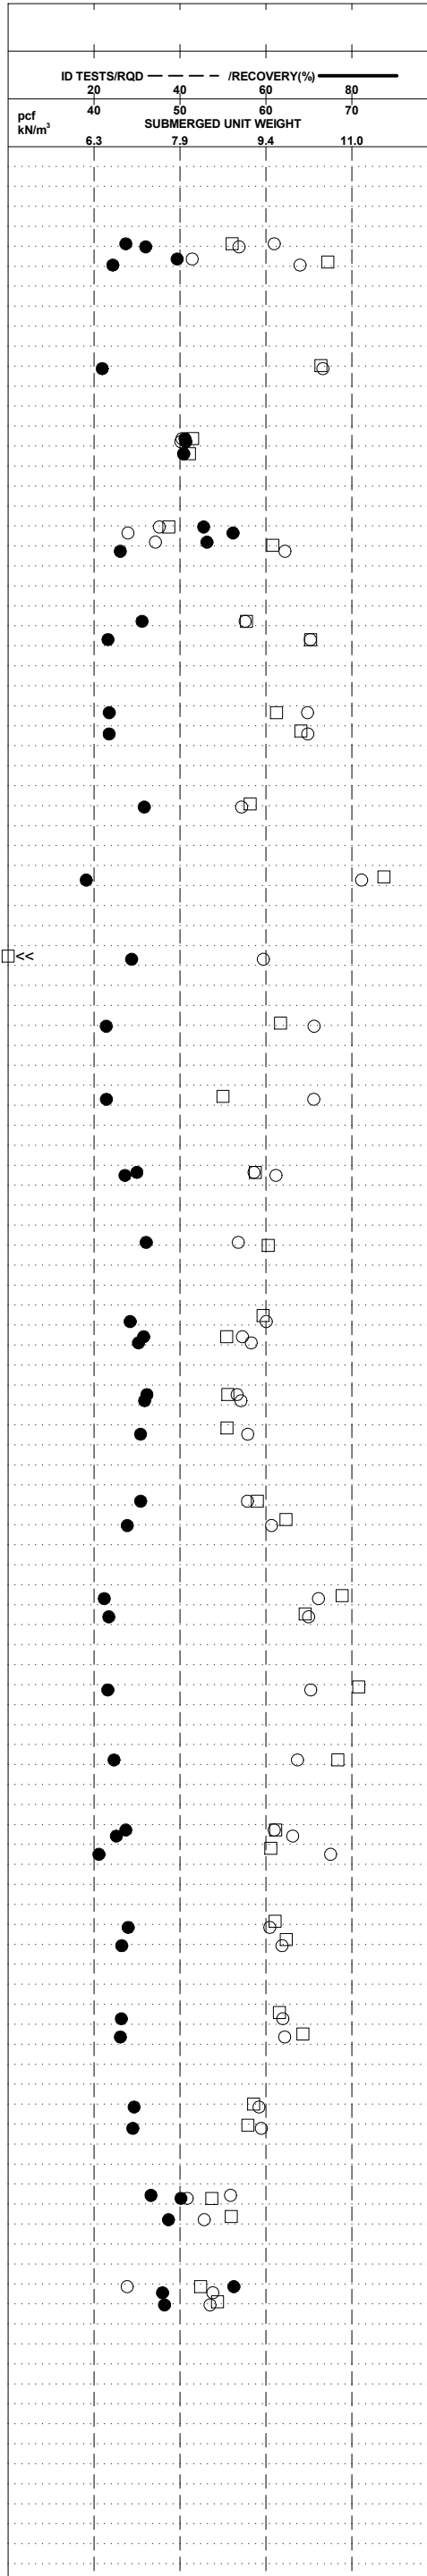 ID TESTS/RQD /RECOVERY(%)
20 40 60 80
pcf 40 50 60 70
SUBMERGED UNIT WEIGHT
kN/m³ 6.3 7.9 9.4 11.0
<<